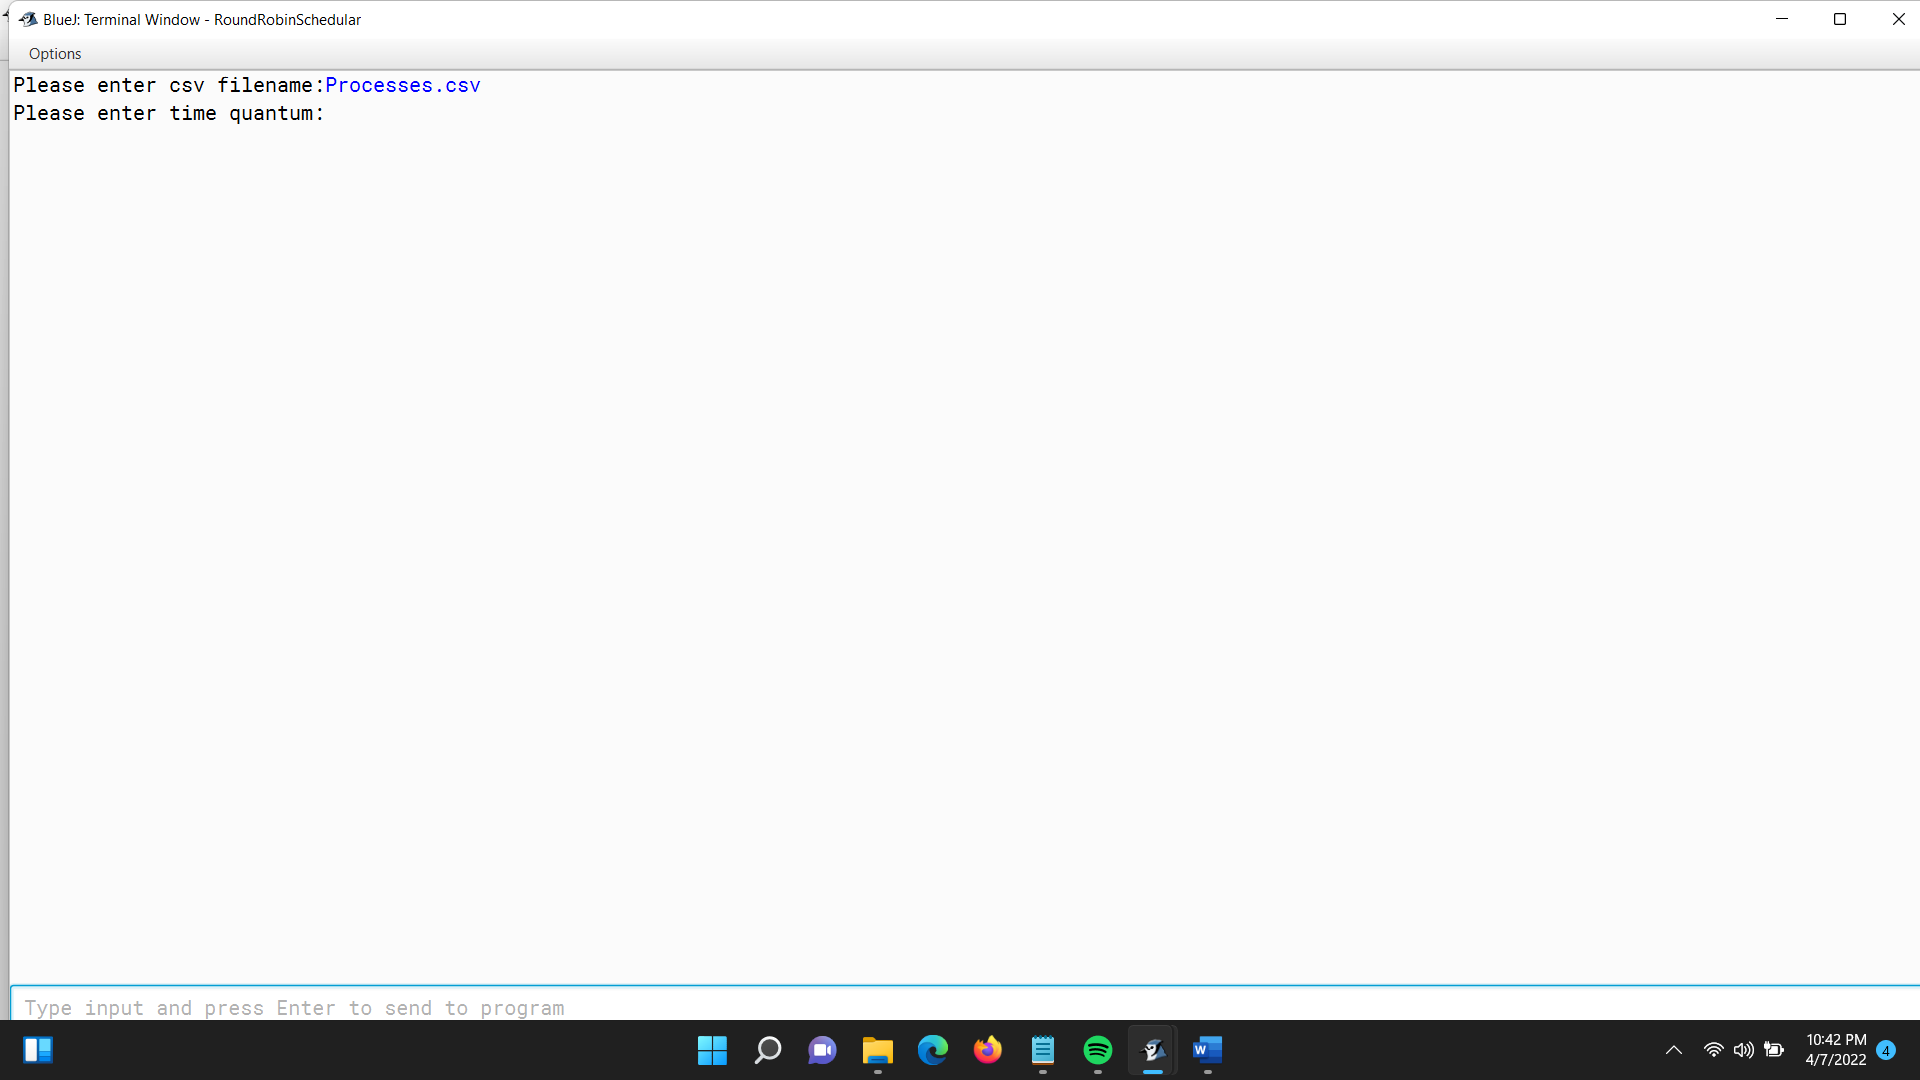 BlueJ: Terminal Window - RoundRobinSchedular
Options
Please enter csv filename:Processes.csv
Please enter time quantum:
Type input and press Enter to send to program
W
10:42 PM
4/7/2022
4